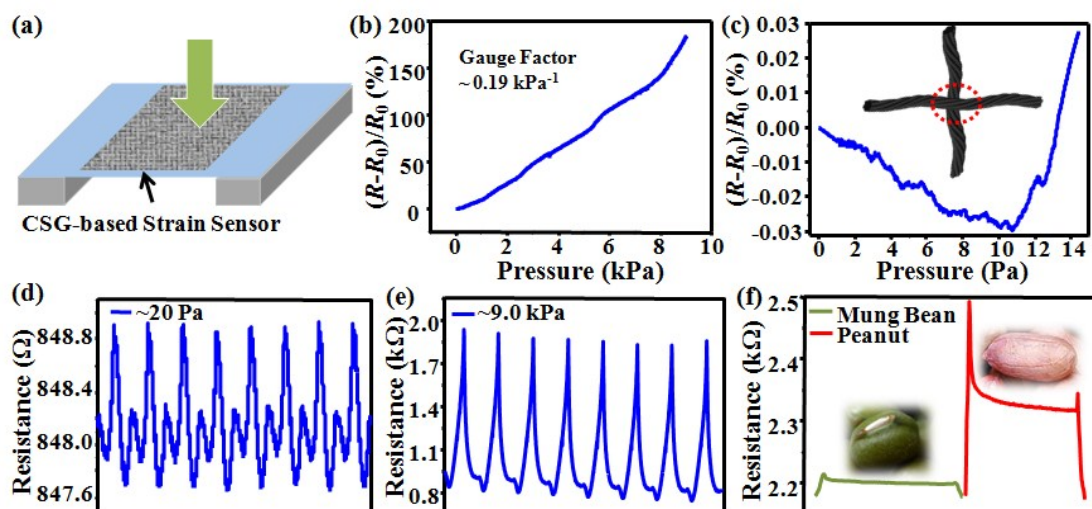 (a)
CSG-based Strain Sensor
(b)
(R-R0)/R0 (%)
200
150
100
50
0
Gauge Factor
~ 0.19 kPa-1
0 2 4 6 8 10
Pressure (kPa)
(c)
(R-R0)/R0 (%)
0.03
0.02
0.01
0.00
-0.01
-0.02
-0.03
0 2 4 6 8 10 12 14
Pressure (Pa)
(d)
Resistance (Ω)
848.8
848.4
848.0
847.6
~20 Pa
(e)
Resistance (kΩ)
2.0
1.7
1.4
1.1
0.8
~9.0 kPa
(f)
Resistance (kΩ)
2.5
2.4
2.3
2.2
Mung Bean
Peanut